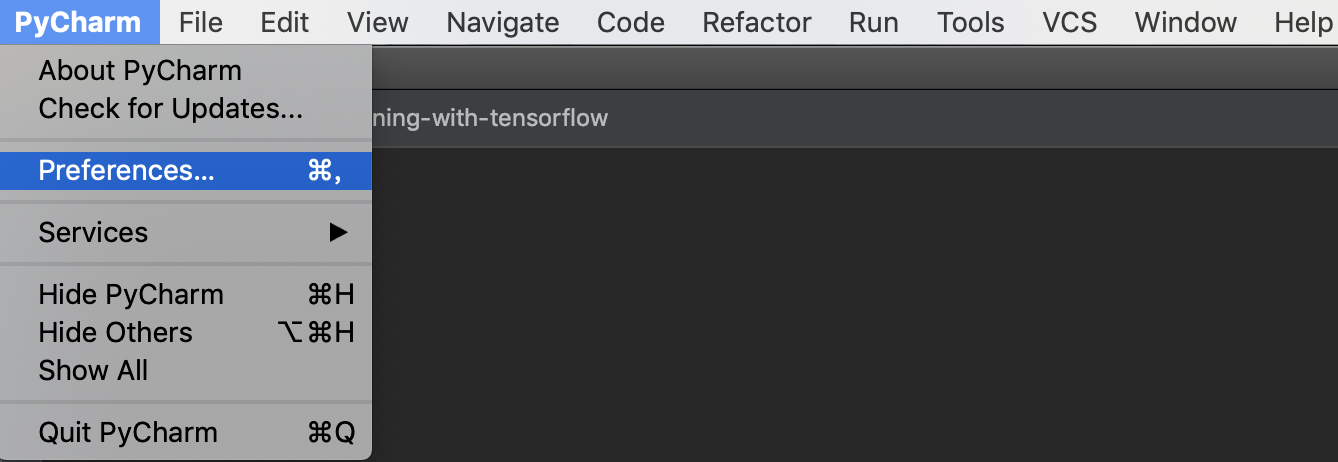 PyCharm File Edit View Navigate Code Refactor Run Tools VCS Window Help
About PyCharm
Check for Updates...
ning-with-tensorflow
Preferences... ⌘,
Services ▶
Hide PyCharm ⌘H
Hide Others ⌥⌘H
Show All
Quit PyCharm ⌘Q